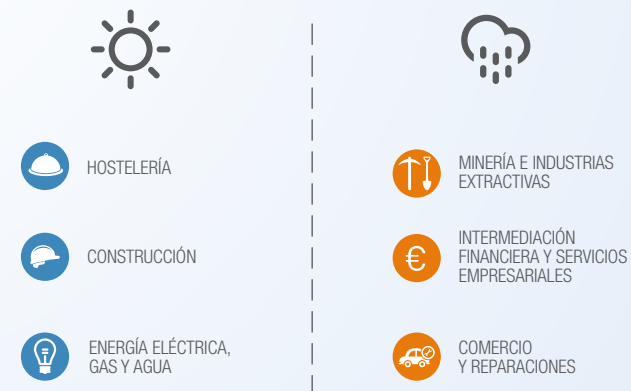 HOSTELERÍA
CONSTRUCCIÓN
ENERGÍA ELÉCTRICA,
GAS Y AGUA
MINERÍA E INDUSTRIAS
EXTRACTIVAS
€
INTERMEDIACIÓN
FINANCIERA Y SERVICIOS
EMPRESARIALES
COMERCIO
Y REPARACIONES